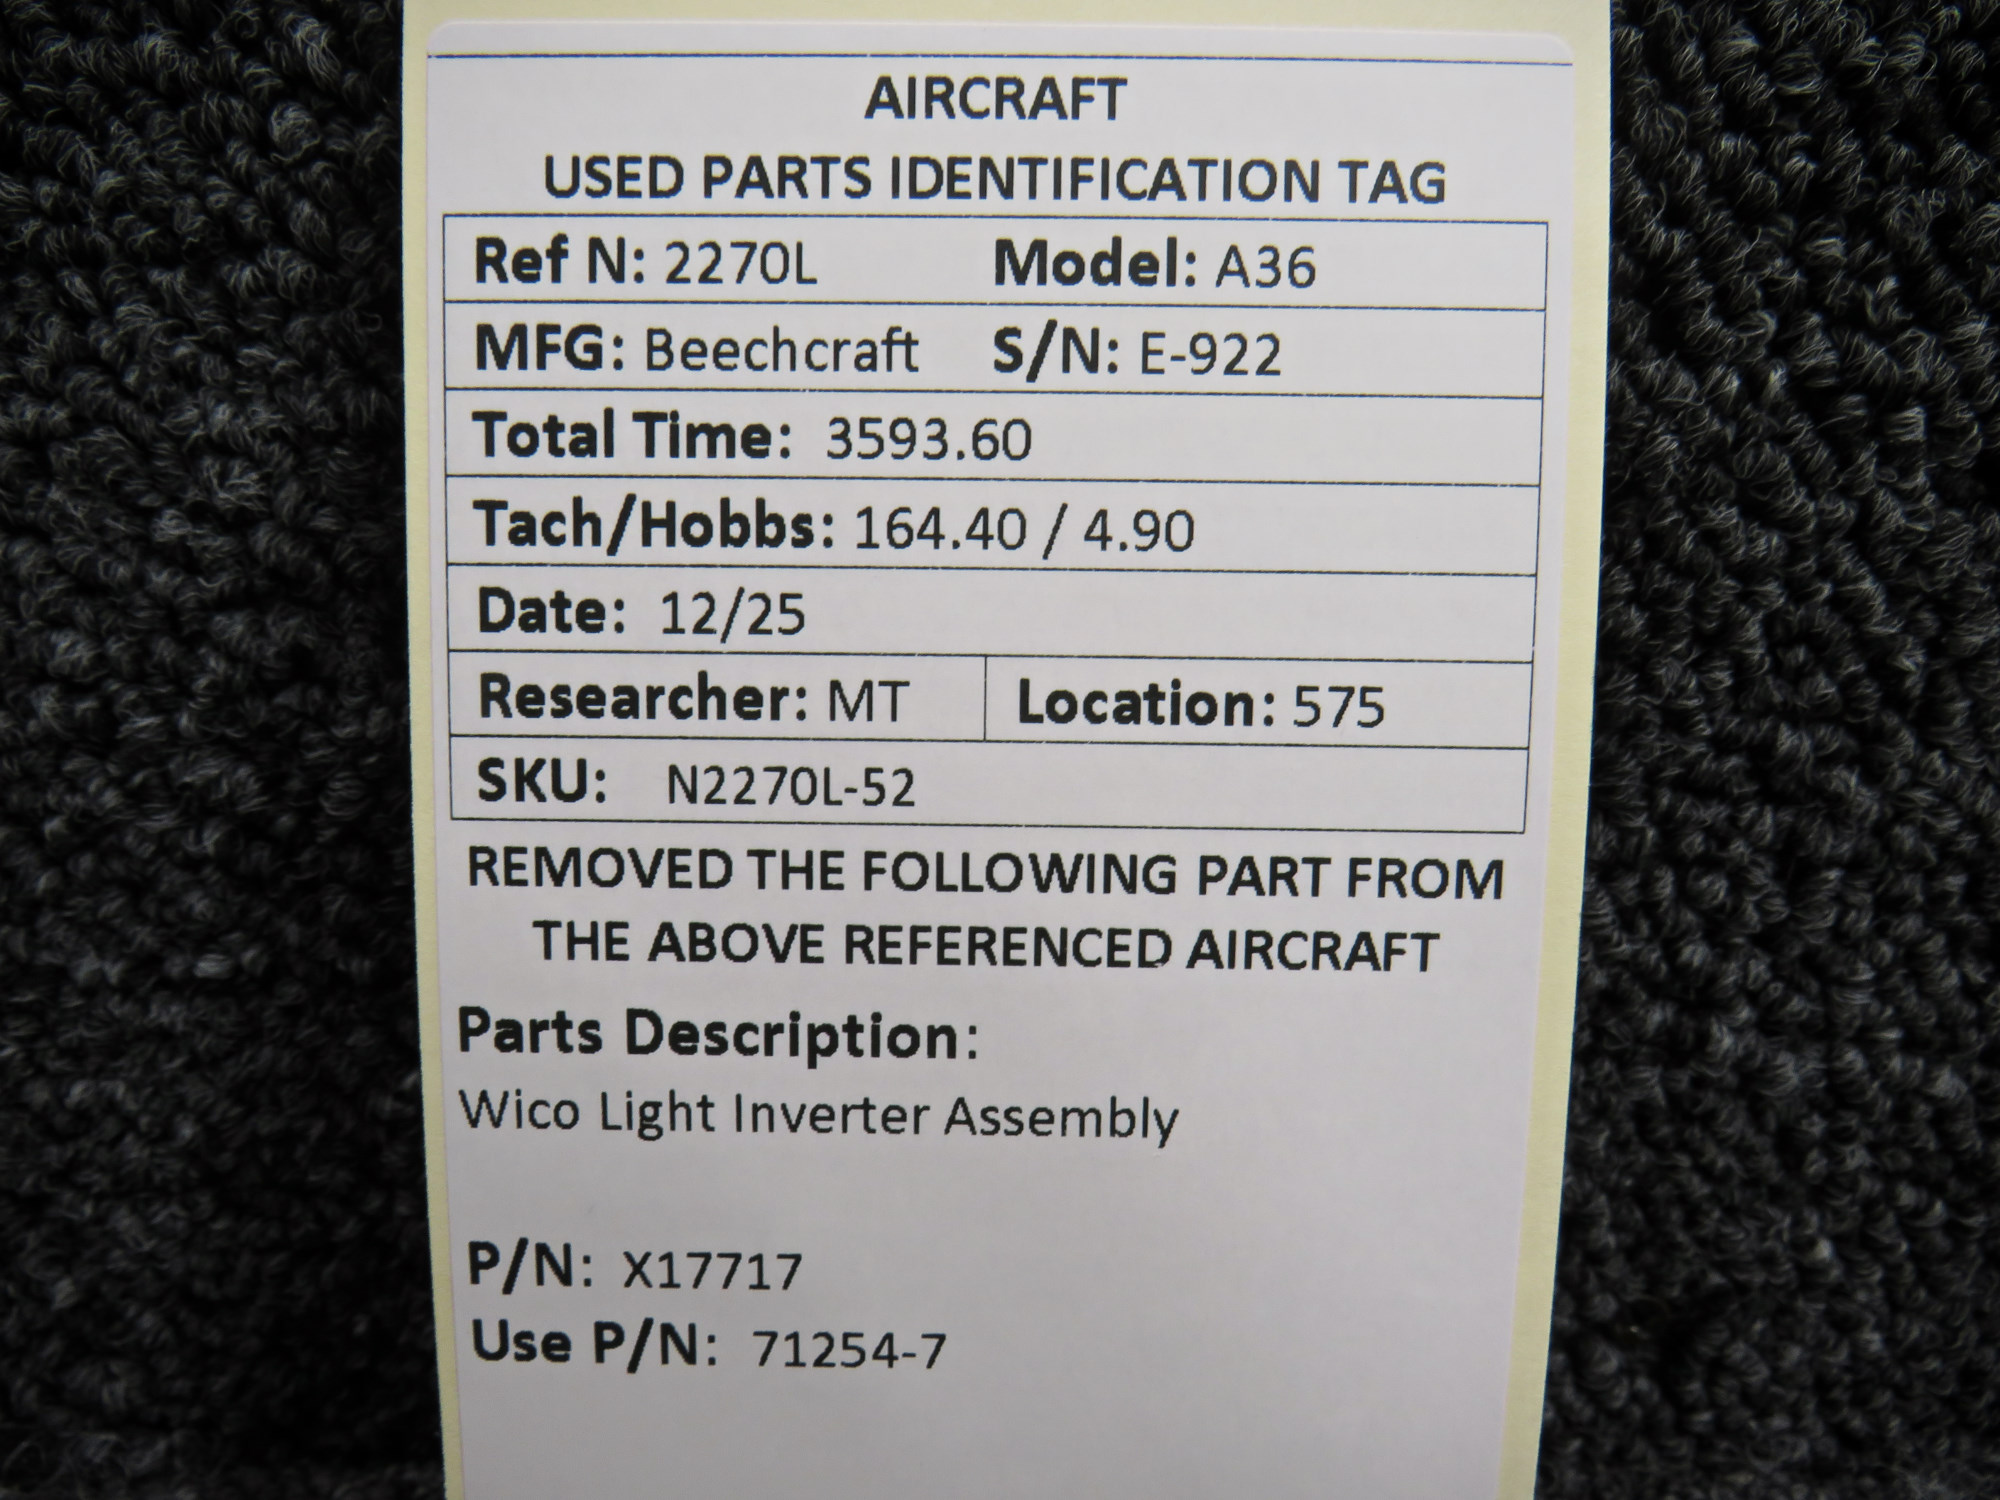 AIRCRAFT
USED PARTS IDENTIFICATION TAG
Ref N: 2270L Model: A36
MFG: Beechcraft S/N: E-922
Total Time: 3593.60
Tach/Hobbs: 164.40 / 4.90
Date: 12/25
Researcher: MT Location: 575
SKU: N2270L-52
REMOVED THE FOLLOWING PART FROM
THE ABOVE REFERENCED AIRCRAFT
Parts Description:
Wico Light Inverter Assembly
P/N: X17717
Use P/N: 71254-7